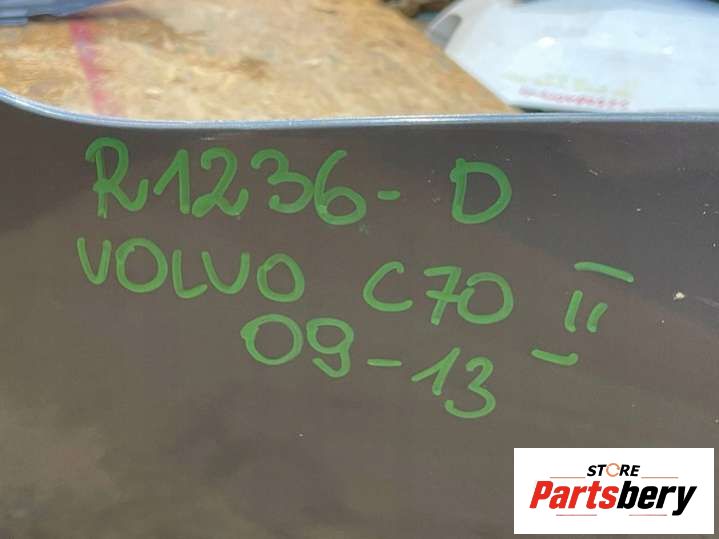 R1236-D
VOLVO C70 II
09-13
STORE
Partsbery